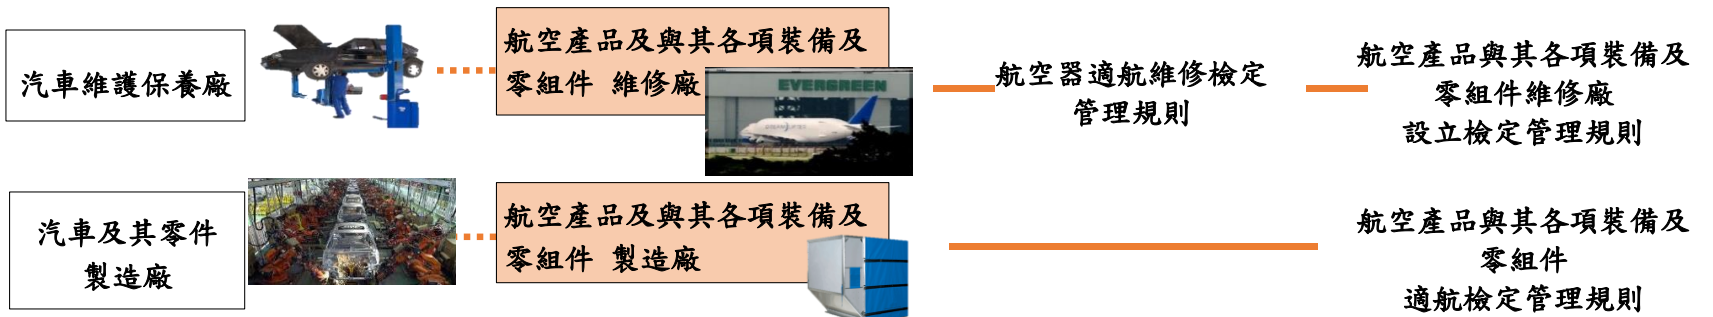 汽車維護保養廠
航空產品及與其各項裝備及
零組件 維修廠
EVERGREEN
航空器適航維修檢定
管理規則
航空產品與其各項裝備及
零組件維修廠
設立檢定管理規則
汽車及其零件
製造廠
航空產品及與其各項裝備及
零組件 製造廠
航空產品與其各項裝備及
零組件
適航檢定管理規則